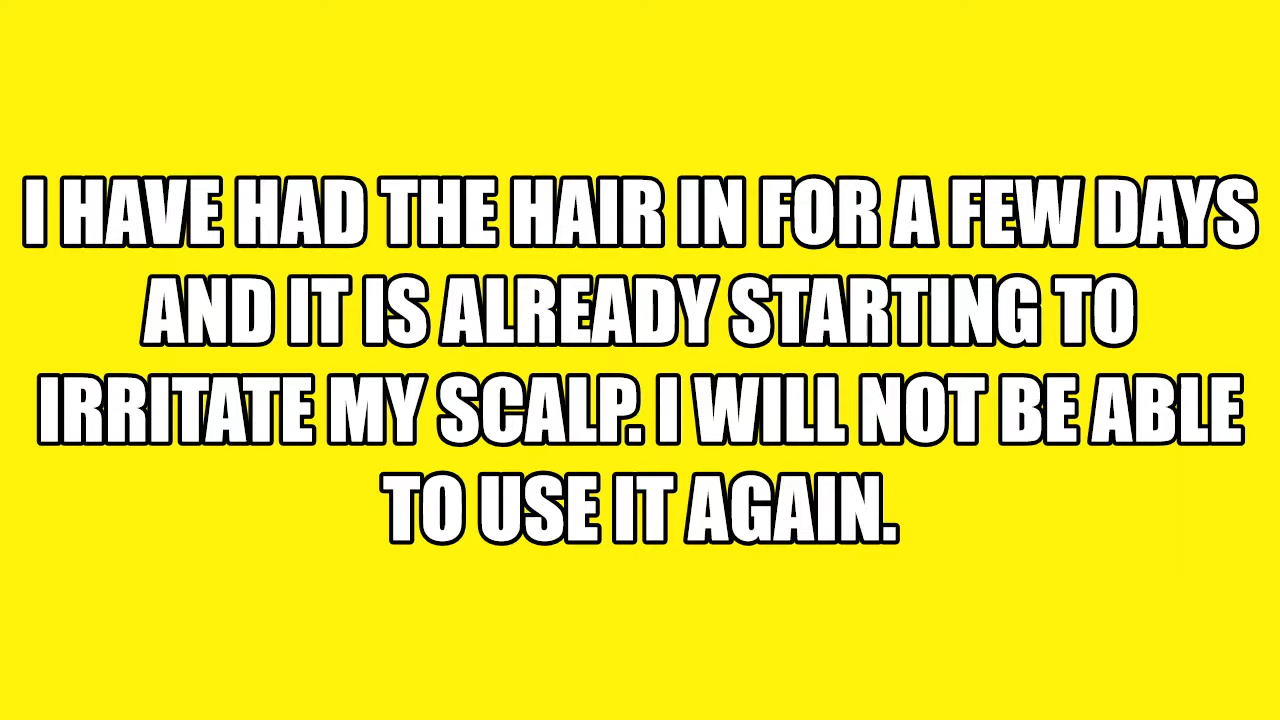 I HAVE HAD THE HAIR IN FOR A FEW DAYS
AND IT IS ALREADY STARTING TO
IRRITATE MY SCALP. I WILL NOT BE ABLE
TO USE IT AGAIN.